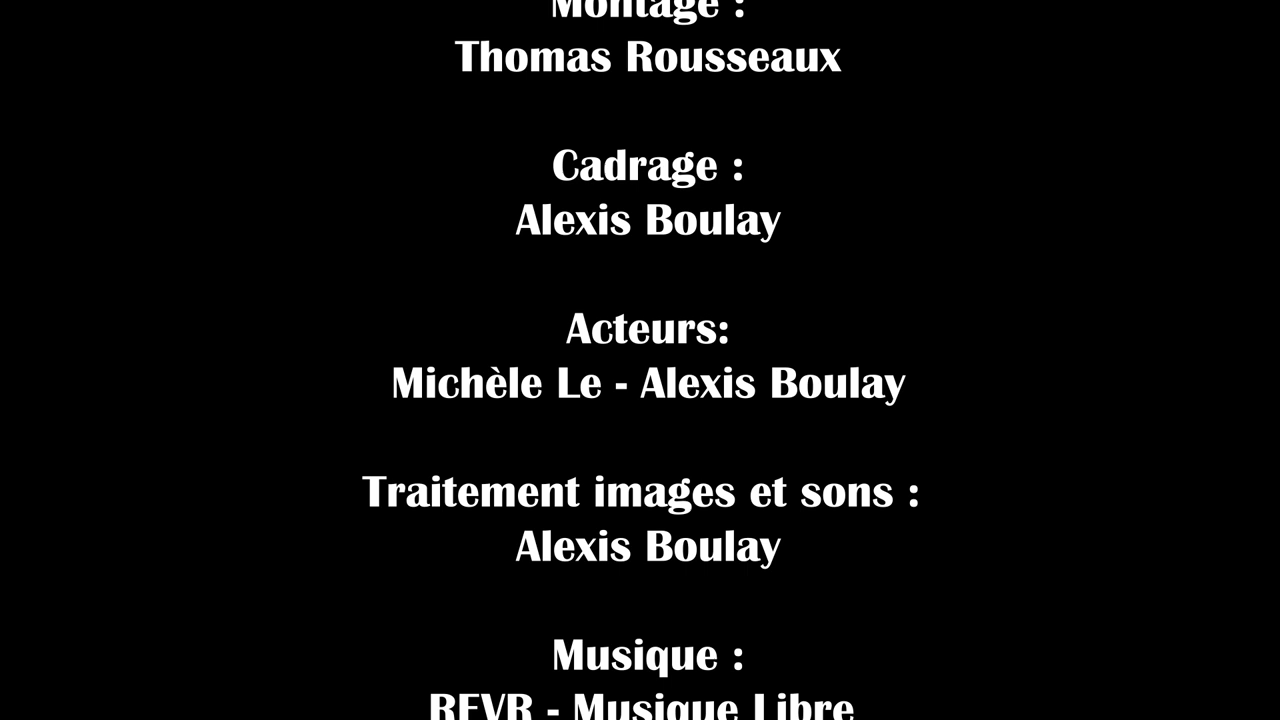 Montage :
Thomas Rousseaux
Cadrage :
Alexis Boulay
Acteurs:
Michèle Le - Alexis Boulay
Traitement images et sons :
Alexis Boulay
Musique :
- Musique Libre